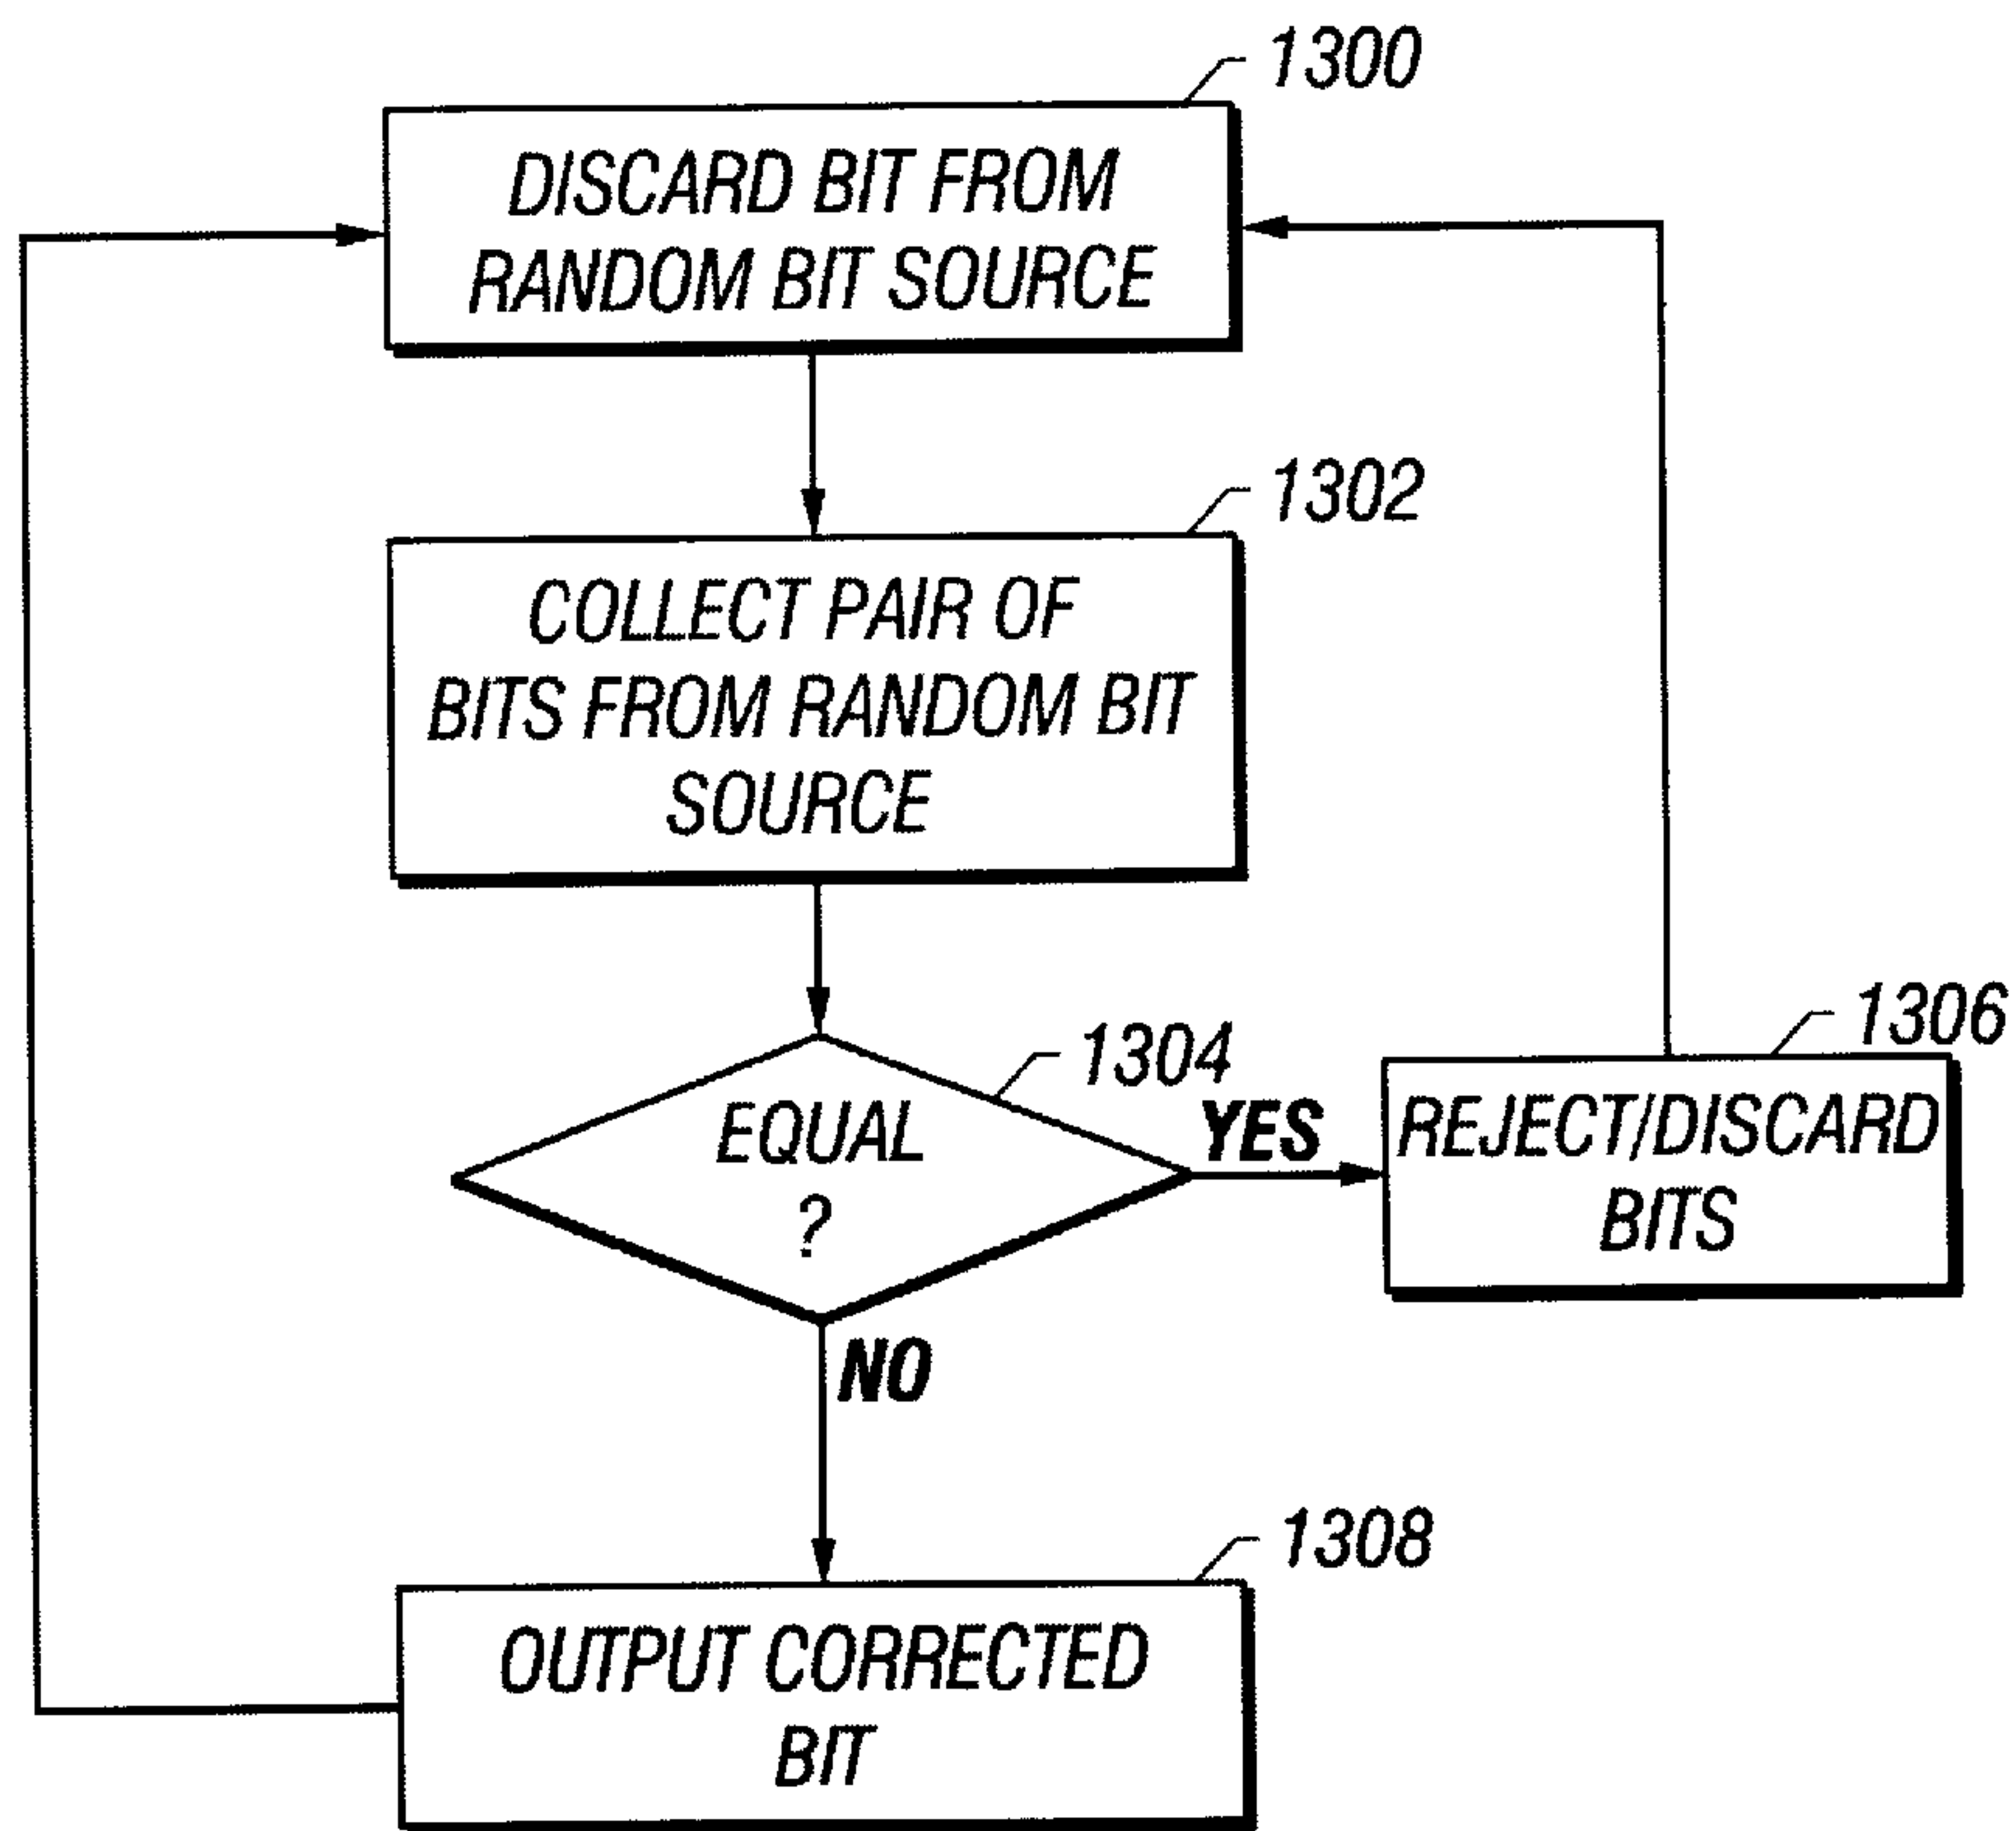 1300
DISCARD BIT FROM
RANDOM BIT SOURCE
1302
COLLECT PAIR OF
BITS FROM RANDOM BIT
SOURCE
1304
EQUAL
?
YES
1306
REJECT/DISCARD
BITS
NO
1308
OUTPUT CORRECTED
BIT